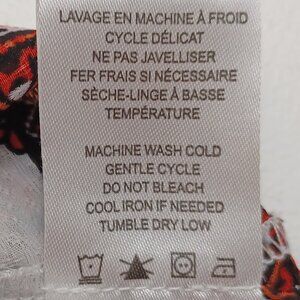 LAVAGE EN MACHINE À FROID
CYCLE DÉLICAT
NE PAS JAVELLISER
FER FRAIS SI NÉCESSAIRE
SÈCHE-LINGE À BASSE
TEMPÉRATURE
MACHINE WASH COLD
GENTLE CYCLE
DO NOT BLEACH
COOL IRON IF NEEDED
TUMBLE DRY LOW